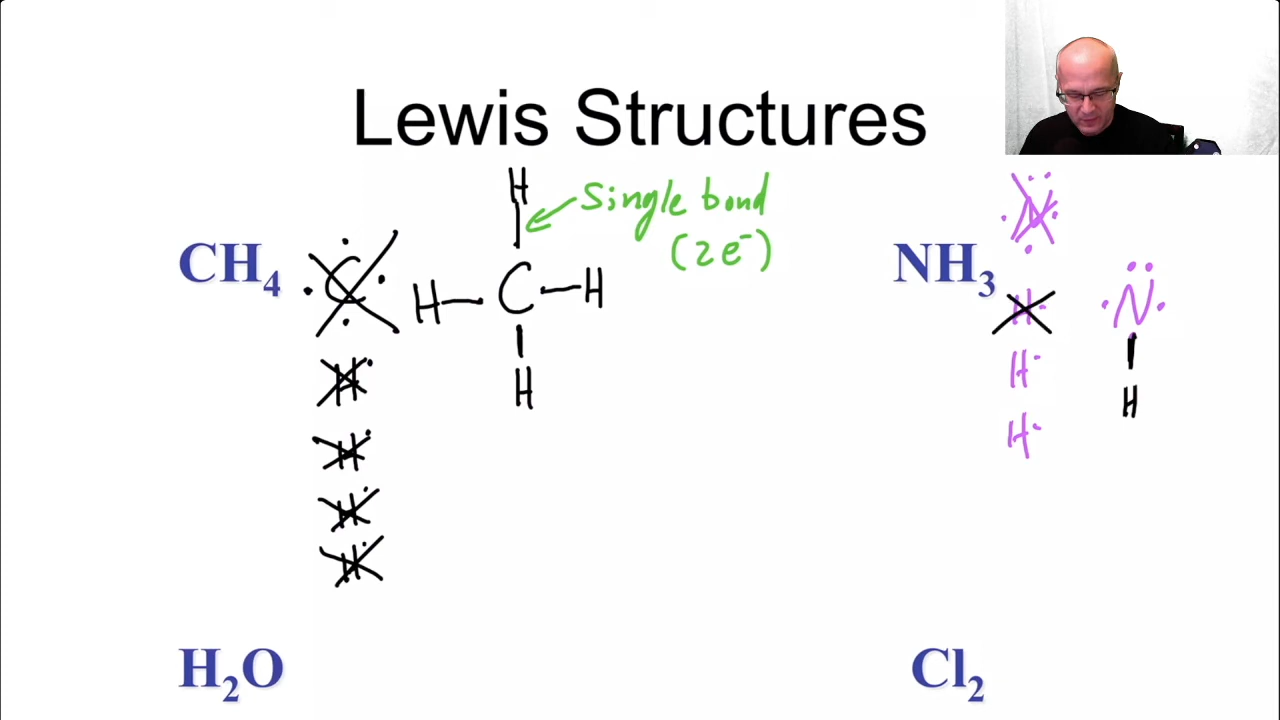 Lewis Structures
CH₄
C
H
H
H
H
H
H–C–H
H
Single bond
(2e⁻)
NH₃
N
H
H
H
N
H
H₂O
Cl₂